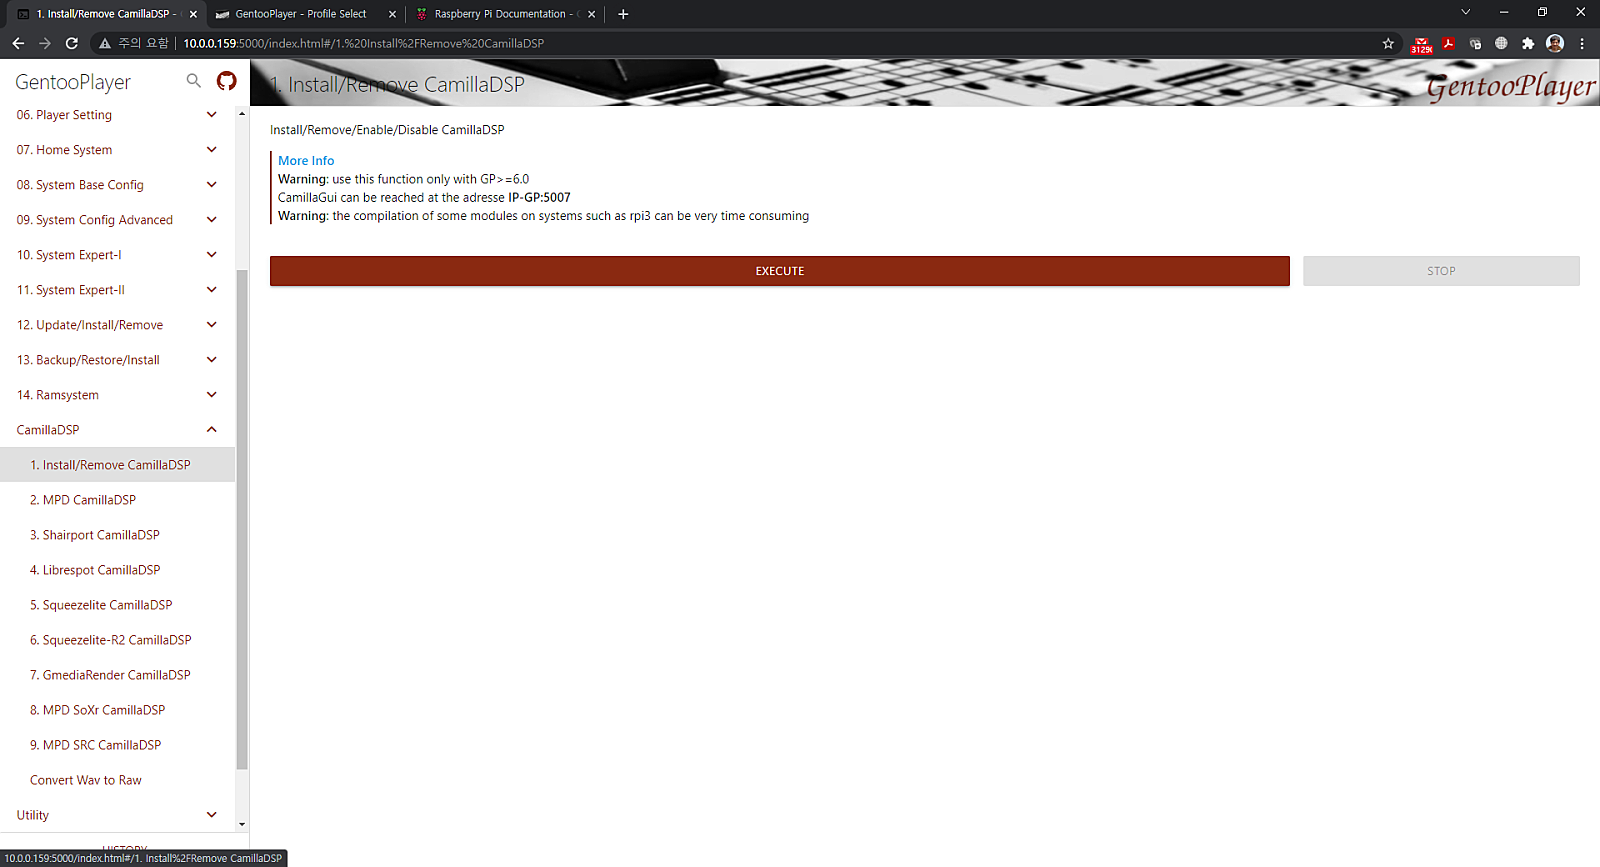 1. Install/Remove CamillaDSP -
GentooPlayer - Profile Select
Raspberry Pi Documentation -
주의 요함
10.0.0.159:5000/index.html#/1.%20Install%2FRemove%20CamillaDSP
3129
GentooPlayer
1. Install/Remove CamillaDSP
GentooPlayer
06. Player Setting
07. Home System
08. System Base Config
09. System Config Advanced
10. System Expert-I
11. System Expert-II
12. Update/Install/Remove
13. Backup/Restore/Install
14. Ramsystem
CamillaDSP
1. Install/Remove CamillaDSP
2. MPD CamillaDSP
3. Shairport CamillaDSP
4. Librespot CamillaDSP
5. Squeezelite CamillaDSP
6. Squeezelite-R2 CamillaDSP
7. GmediaRender CamillaDSP
8. MPD SoXr CamillaDSP
9. MPD SRC CamillaDSP
Convert Wav to Raw
Utility
HISTORY
10.0.0.159:5000/index.html#/1. Install%2FRemove CamillaDSP
Install/Remove/Enable/Disable CamillaDSP
More Info
Warning: use this function only with GP>=6.0
CamillaGui can be reached at the adresse IP-GP:5007
Warning: the compilation of some modules on systems such as rpi3 can be very time consuming
EXECUTE
STOP